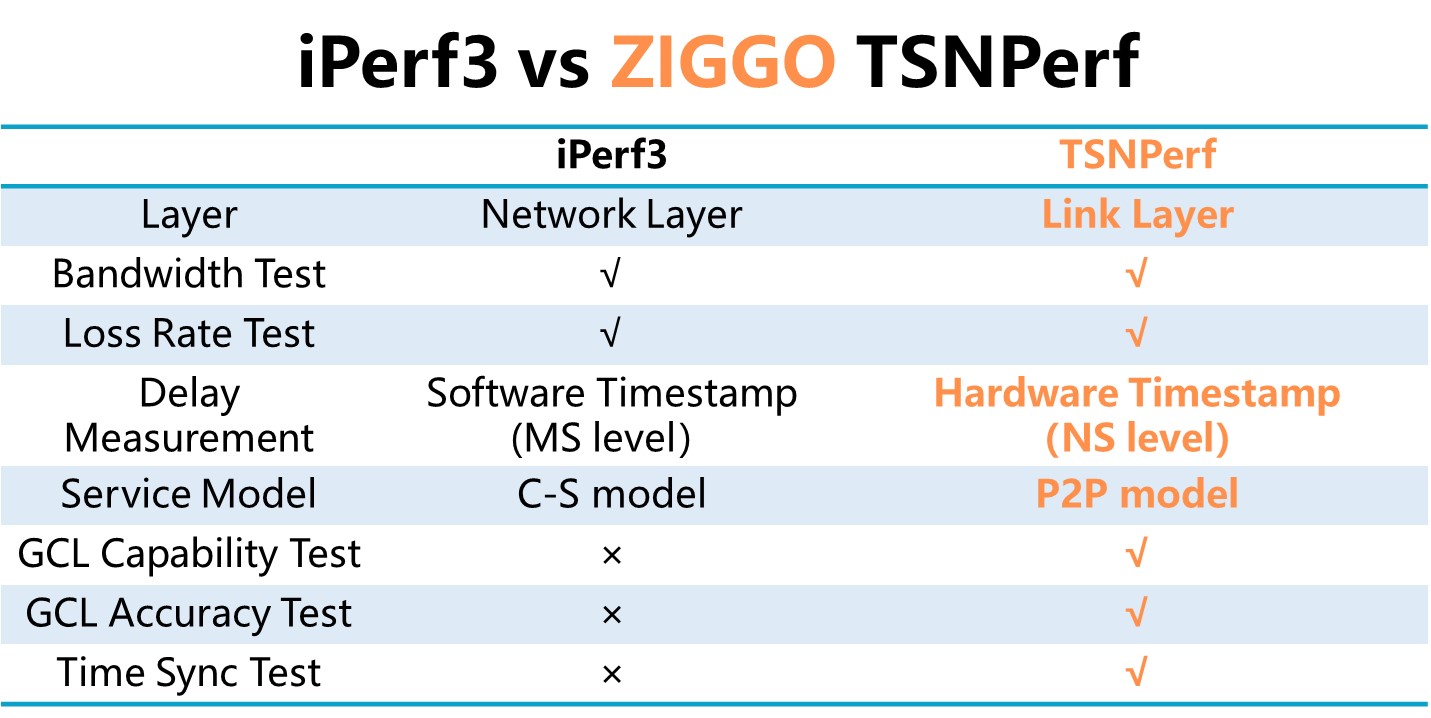 iPerf3 vs ZIGGO TSNPerf
iPerf3 TSNPerf
Layer Network Layer Link Layer
Bandwidth Test √ √
Loss Rate Test √ √
Delay Software Timestamp Hardware Timestamp
Measurement (MS level) (NS level)
Service Model C-S model P2P model
GCL Capability Test × √
GCL Accuracy Test × √
Time Sync Test × √